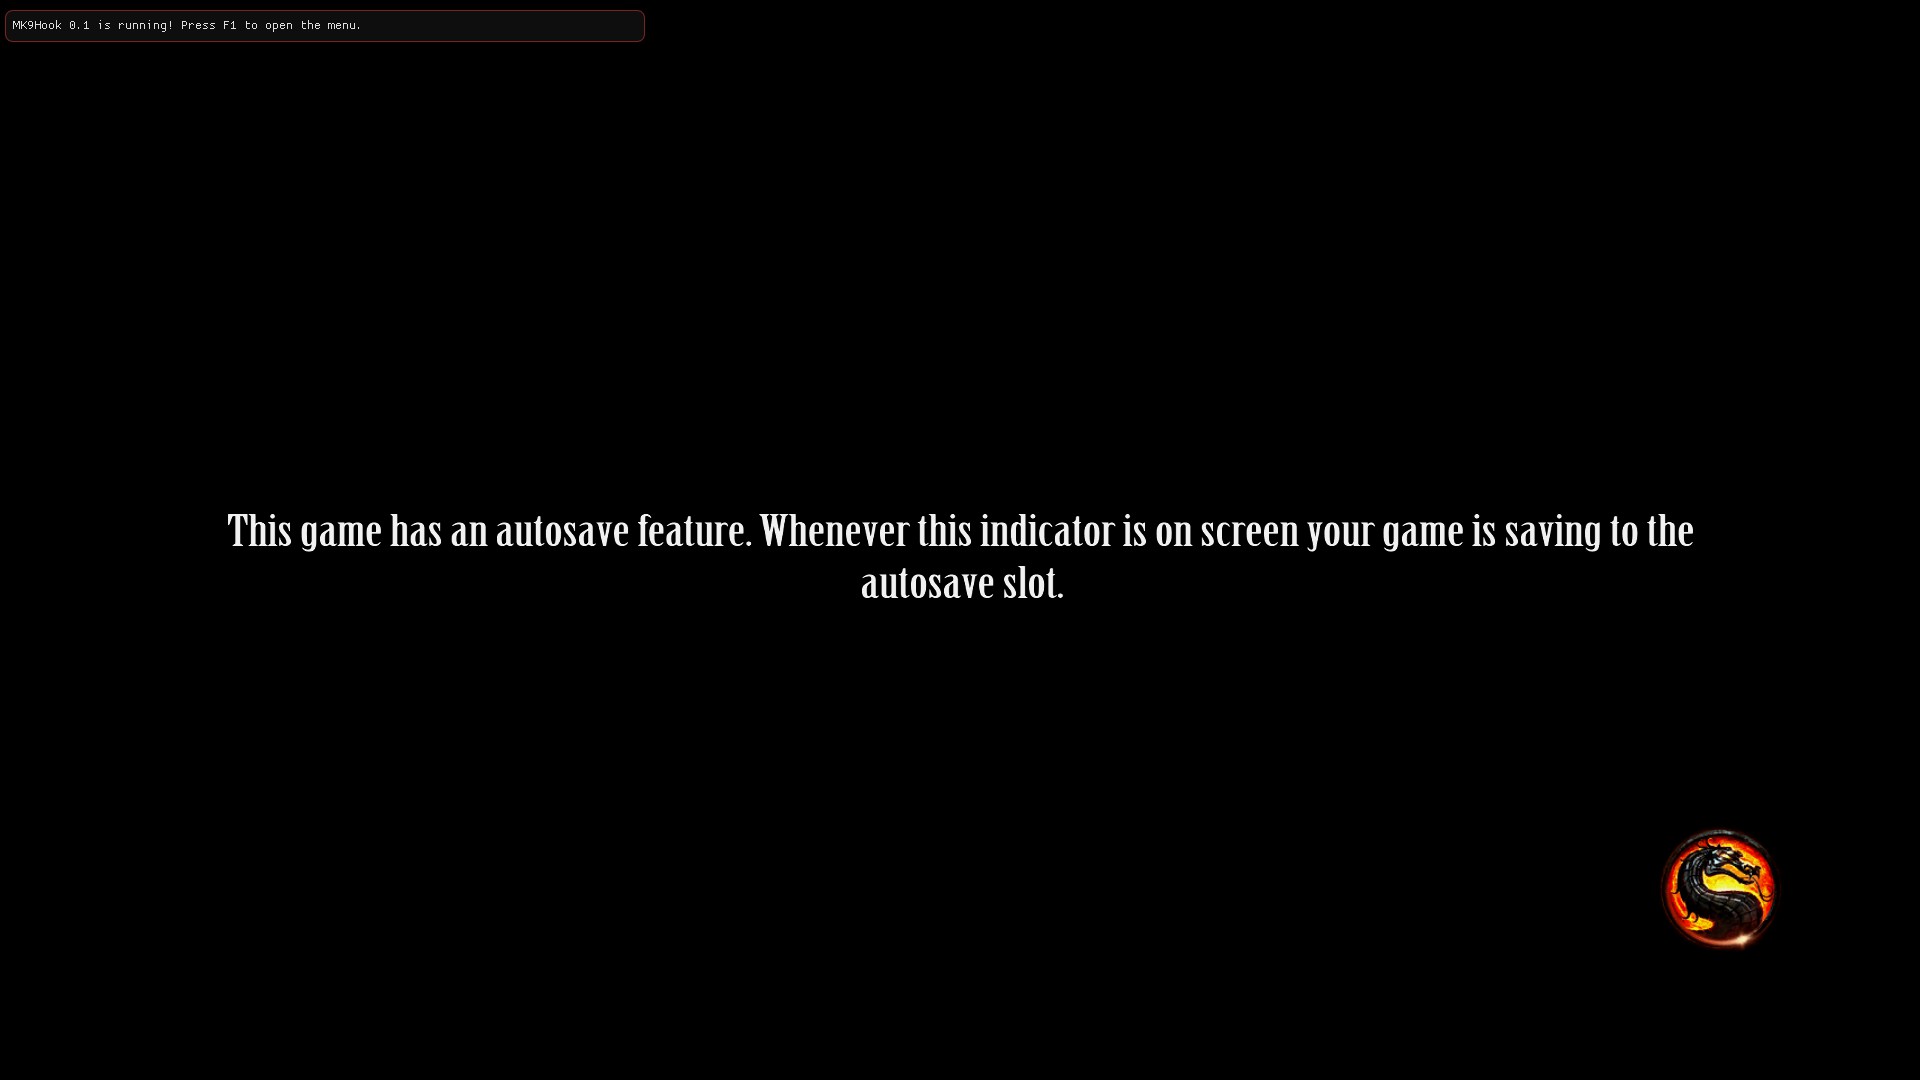 MK9Hook 0.1 is running! Press F1 to open the menu.
This game has an autosave feature. Whenever this indicator is on screen your game is saving to the
autosave slot.